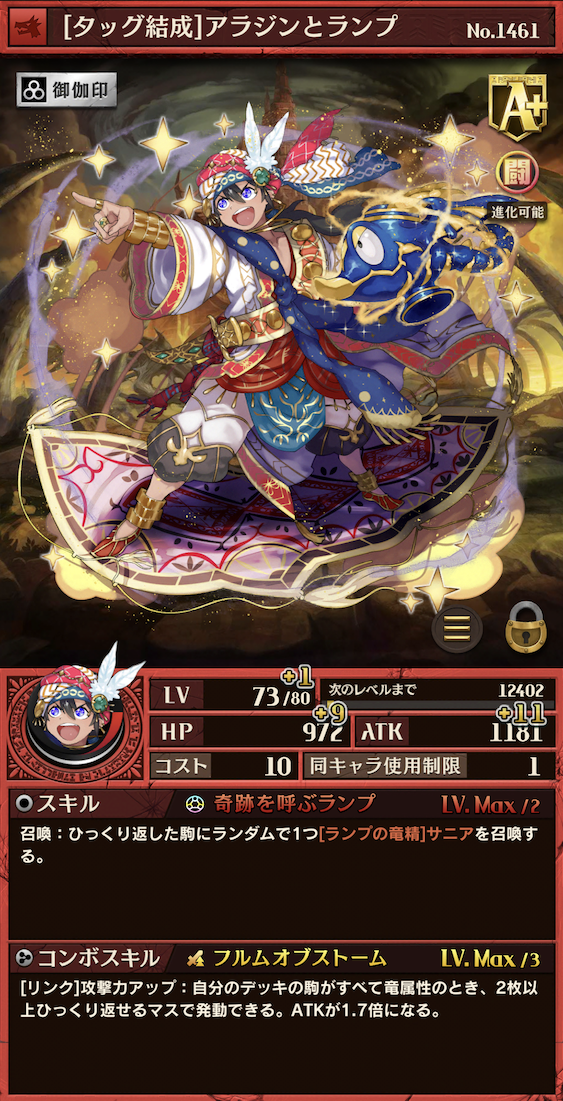 [タッグ結成]アラジンとランプ No.1461
御伽印
A+
闘
進化可能
+1
LV 73/80 次のレベルまで 12402
+9 +11
HP 972 ATK 1181
コスト 10 同キャラ使用制限 1
スキル 奇跡を呼ぶランプ LV. Max /2
召喚：ひっくり返した駒にランダムで1つ[ランプの竜精]サニアを召喚す
る。
コンボスキル フルムオブストーム LV. Max /3
[リンク]攻撃力アップ：自分のデッキの駒がすべて竜属性のとき、2枚以
上ひっくり返せるマスで発動できる。ATKが1.7倍になる。